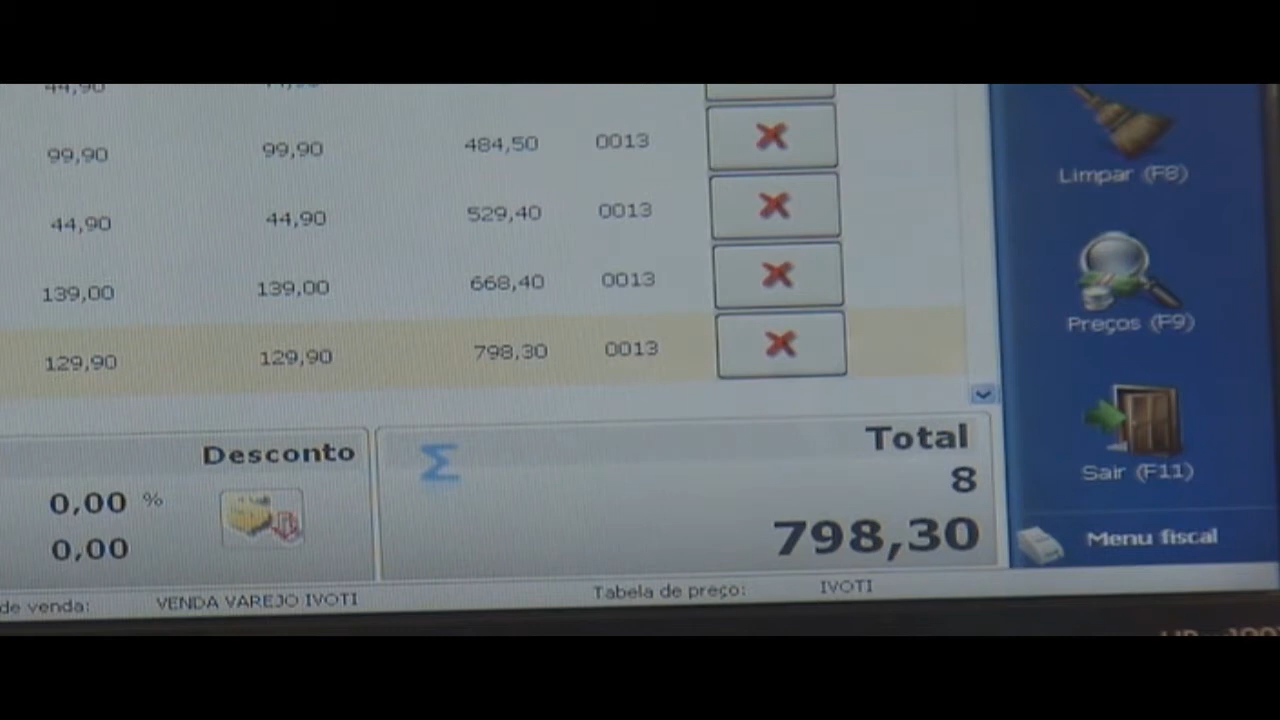 44,90
99,90 99,90 484,50 0013
44,90 44,90 529,40 0013
139,00 139,00 668,40 0013
129,90 129,90 798,30 0013
Desconto
0,00 %
0,00
Total
8
798,30
de venda: VENDA VAREJO IVOTI Tabela de preço: IVOTI
Limpar (F8)
Preços (F9)
Sair (F11)
Menu fiscal